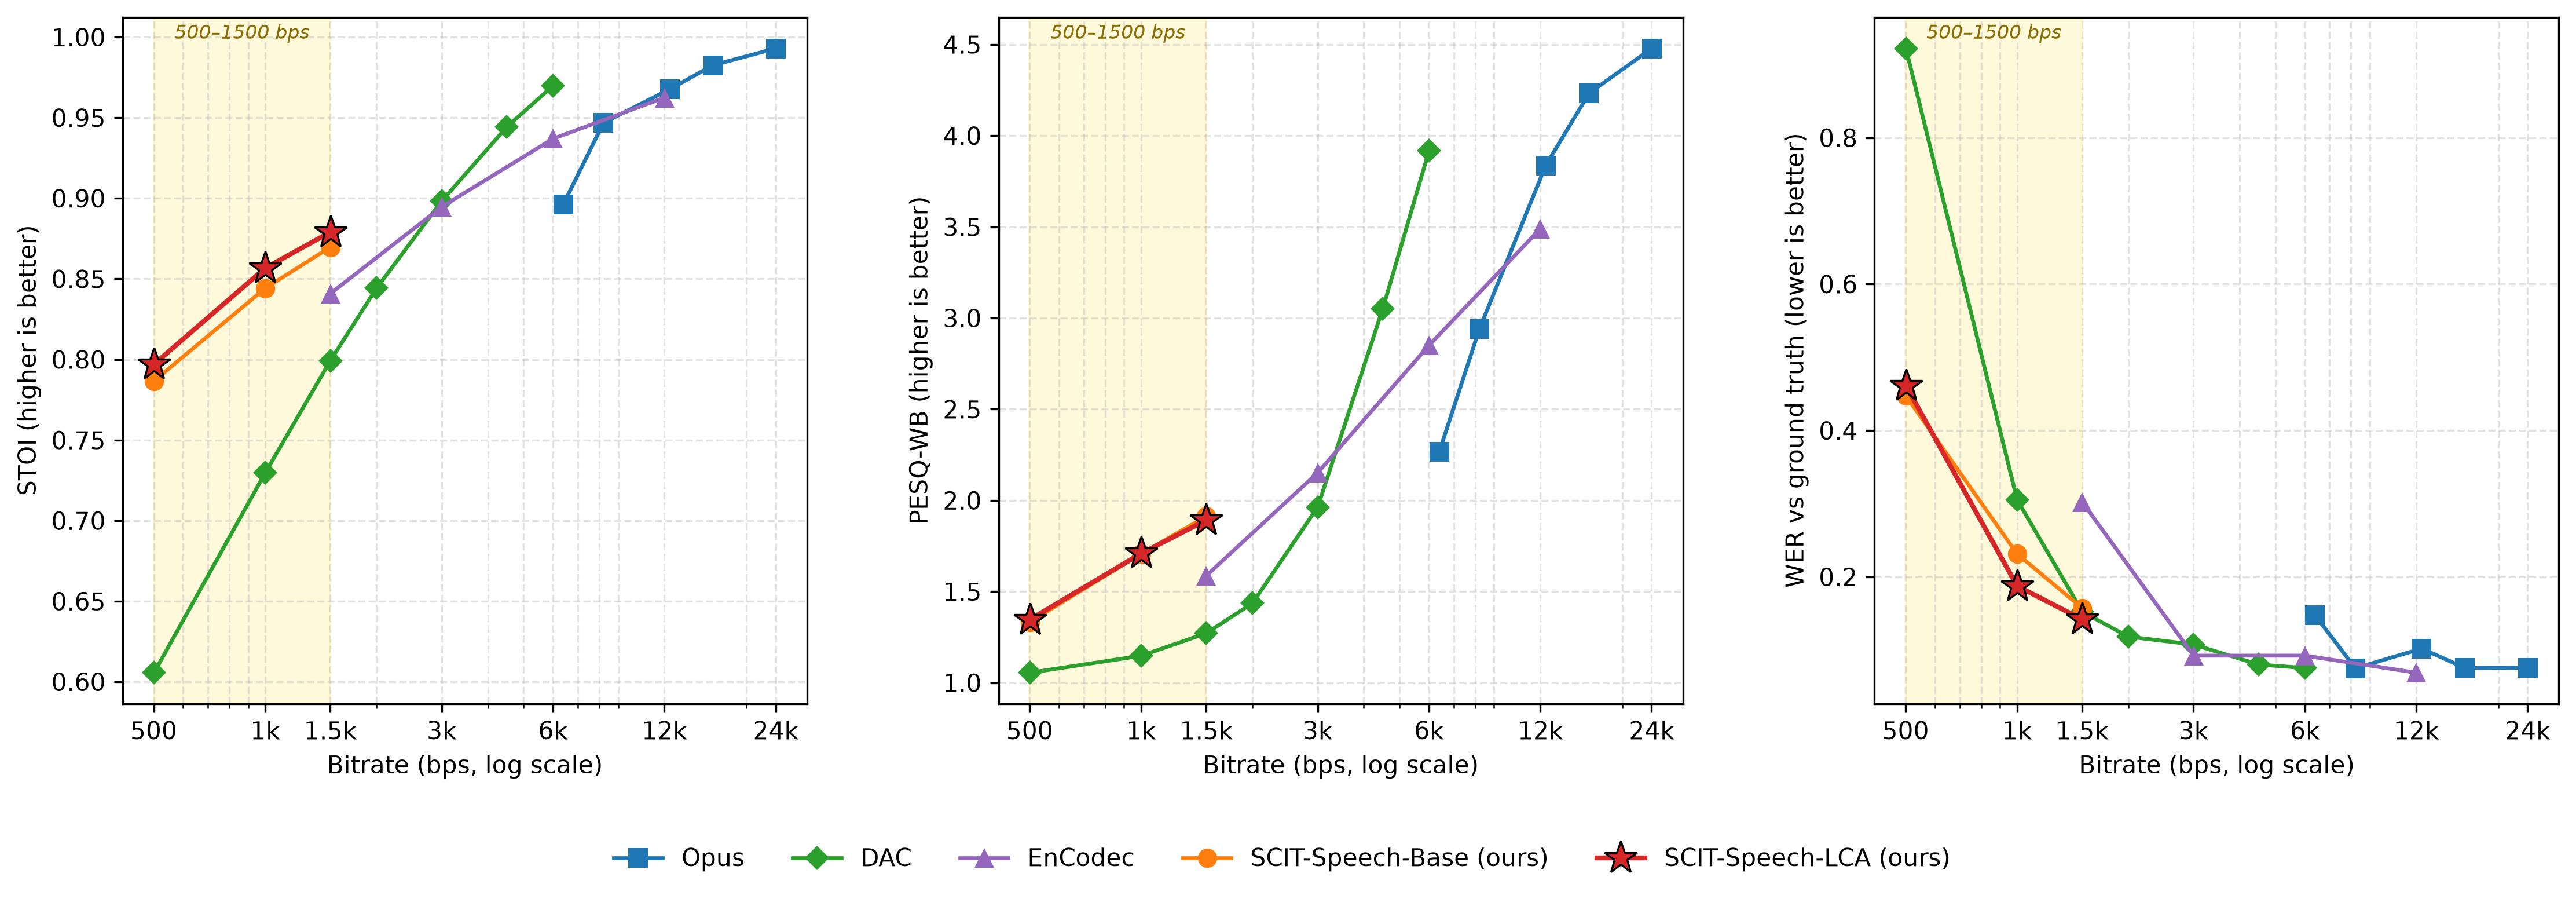 500–1500 bps
1.00
0.95
0.90
0.85
0.80
0.75
0.70
0.65
0.60
STOI (higher is better)
500 1k 1.5k 3k 6k 12k 24k
Bitrate (bps, log scale)
500–1500 bps
4.5
4.0
3.5
3.0
2.5
2.0
1.5
1.0
PESQ-WB (higher is better)
500 1k 1.5k 3k 6k 12k 24k
Bitrate (bps, log scale)
500–1500 bps
0.8
0.6
0.4
0.2
WER vs ground truth (lower is better)
500 1k 1.5k 3k 6k 12k 24k
Bitrate (bps, log scale)
Opus DAC EnCodec SCIT-Speech-Base (ours) SCIT-Speech-LCA (ours)